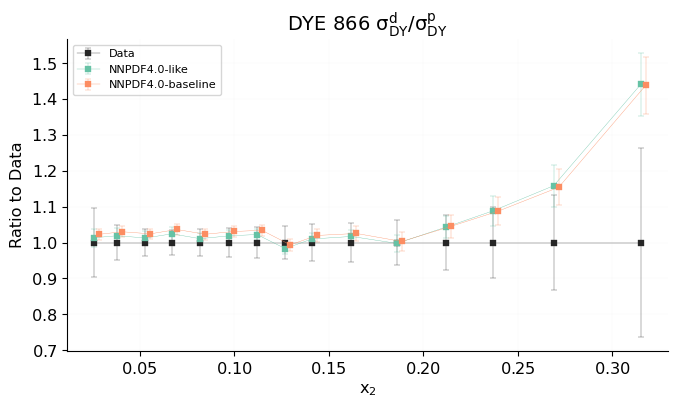 DYE 866 σᵈ_DY/σᵖ_DY
Data
NNPDF4.0-like
NNPDF4.0-baseline
Ratio to Data
1.5
1.4
1.3
1.2
1.1
1.0
0.9
0.8
0.7
0.05 0.10 0.15 0.20 0.25 0.30
x₂